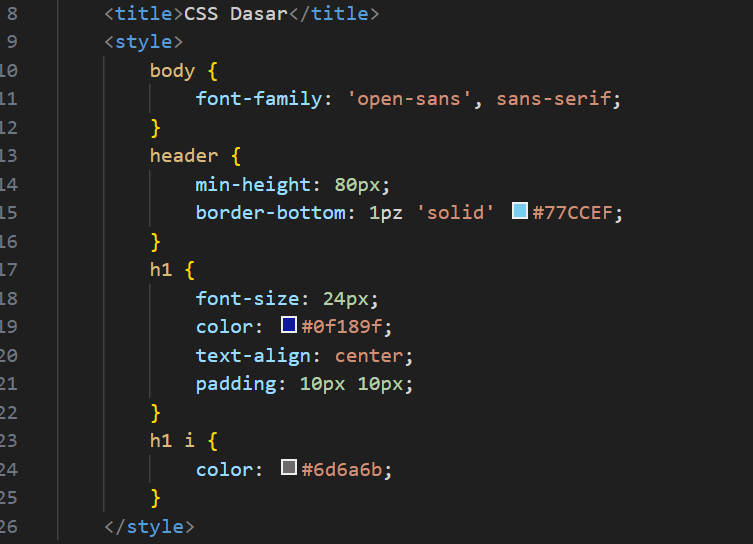 8 <title>CSS Dasar</title>
9 <style>
10 body {
11 font-family: 'open-sans', sans-serif;
12 }
13 header {
14 min-height: 80px;
15 border-bottom: 1pz 'solid' #77CCEF;
16 }
17 h1 {
18 font-size: 24px;
19 color: #0f189f;
20 text-align: center;
21 padding: 10px 10px;
22 }
23 h1 i {
24 color: #6d6a6b;
25 }
26 </style>